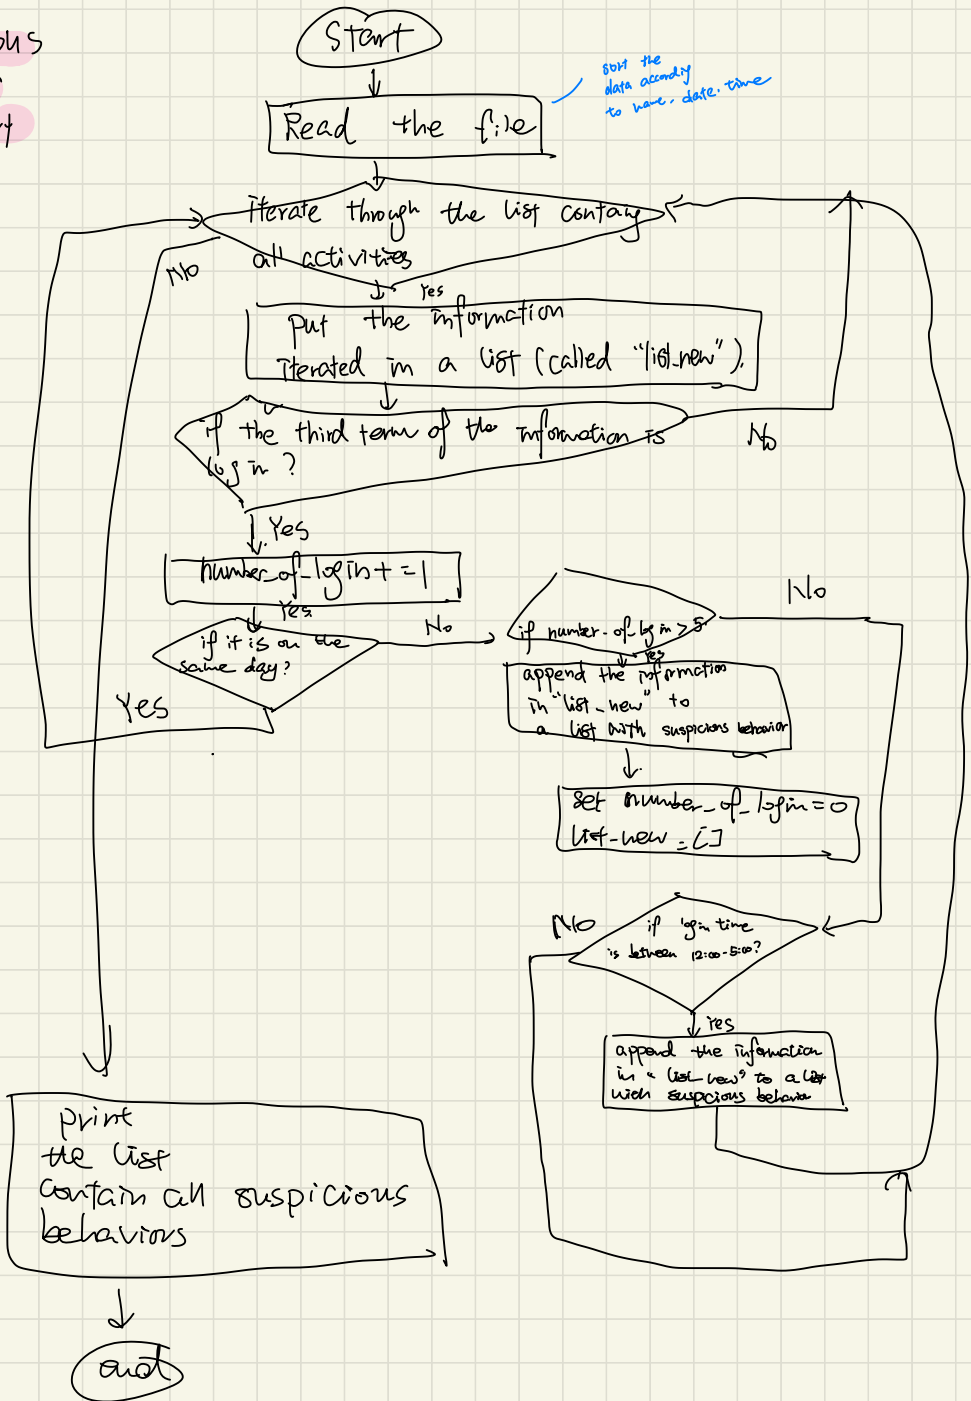 ous
Start
sort the
data accordig
to name, date, time
Read the file
iterate through the list containg
all activities
No
Yes
put the information
iterated in a list (called "list_new").
if the third term of the information is
log in ?
No
Yes
number_of_login+=1
Yes
if it is on the
same day?
No
Yes
if number_of_login>5
No
Yes
append the information
in "list_new" to
a list with suspicious behavior
set number_of_login=0
list_new=[]
No
if login time
is between 12:00-5:00?
Yes
append the information
in "list_new" to a list
with suspicious behavior
print
the list
contain all suspicious
behaviors
end